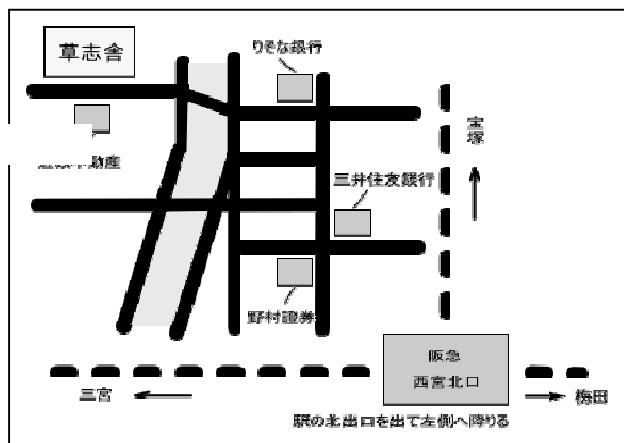 草志舎
りそな銀行
宝塚
不動産
三井住友銀行
野村證券
阪急
西宮北口
三宮
梅田
駅の北出口を出て左側へ降りる